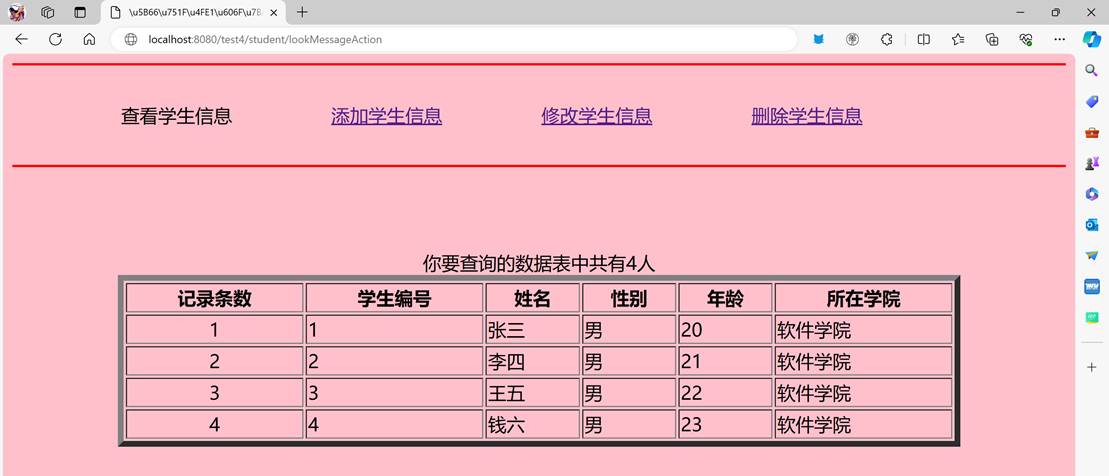 \u5B66\u751F\u4FE1\u606F\u7B
localhost:8080/test4/student/lookMessageAction
查看学生信息 添加学生信息 修改学生信息 删除学生信息
你要查询的数据表中共有4人
记录条数 学生编号 姓名 性别 年龄 所在学院
1 1 张三 男 20 软件学院
2 2 李四 男 21 软件学院
3 3 王五 男 22 软件学院
4 4 钱六 男 23 软件学院